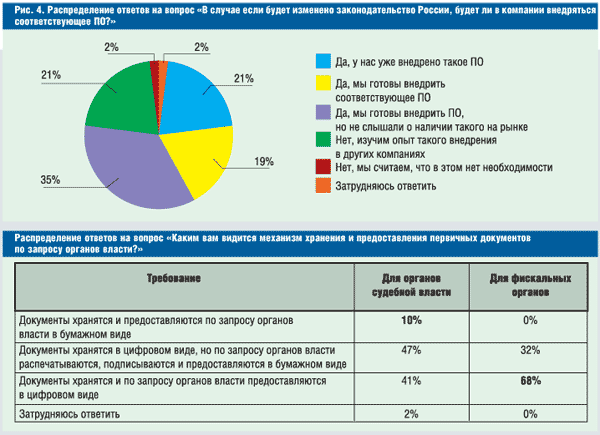 Рис. 4. Распределение ответов на вопрос «В случае если будет изменено законодательство России, будет ли в компании внедряться
соответствующее ПО?»
2%
2%
21%
21%
19%
35%
Да, у нас уже внедрено такое ПО
Да, мы готовы внедрить
соответствующее ПО
Да, мы готовы внедрить ПО,
но не слышали о наличии такого на рынке
Нет, изучим опыт такого внедрения
в других компаниях
Нет, мы считаем, что в этом нет необходимости
Затрудняюсь ответить
Распределение ответов на вопрос «Каким вам видится механизм хранения и предоставления первичных документов
по запросу органов власти?»
Требование
Для органов
судебной власти
Для фискальных
органов
Документы хранятся и предоставляются по запросу органов
власти в бумажном виде
10%
0%
Документы хранятся в цифровом виде, но по запросу органов власти
распечатываются, подписываются и предоставляются в бумажном виде
47%
32%
Документы хранятся и по запросу органов власти предоставляются
в цифровом виде
41%
68%
Затрудняюсь ответить
2%
0%